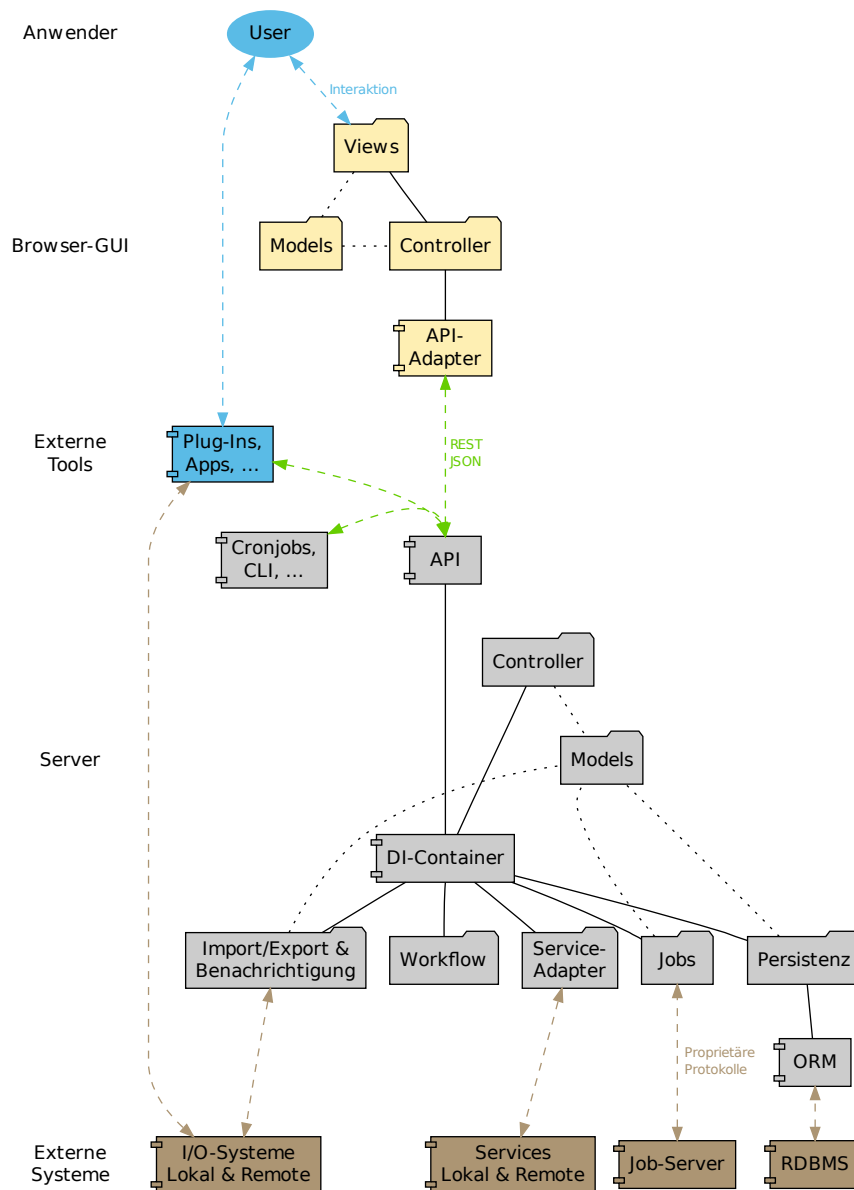 Anwender
User
Interaktion
Views
Browser-GUI
Models
Controller
API-
Adapter
Externe
Tools
Plug-Ins,
Apps, ...
REST
JSON
Cronjobs,
CLI, ...
API
Controller
Server
Models
DI-Container
Import/Export &
Benachrichtigung
Workflow
Service-
Adapter
Jobs
Persistenz
Proprietäre
Protokolle
ORM
Externe
Systeme
I/O-Systeme
Lokal & Remote
Services
Lokal & Remote
Job-Server
RDBMS